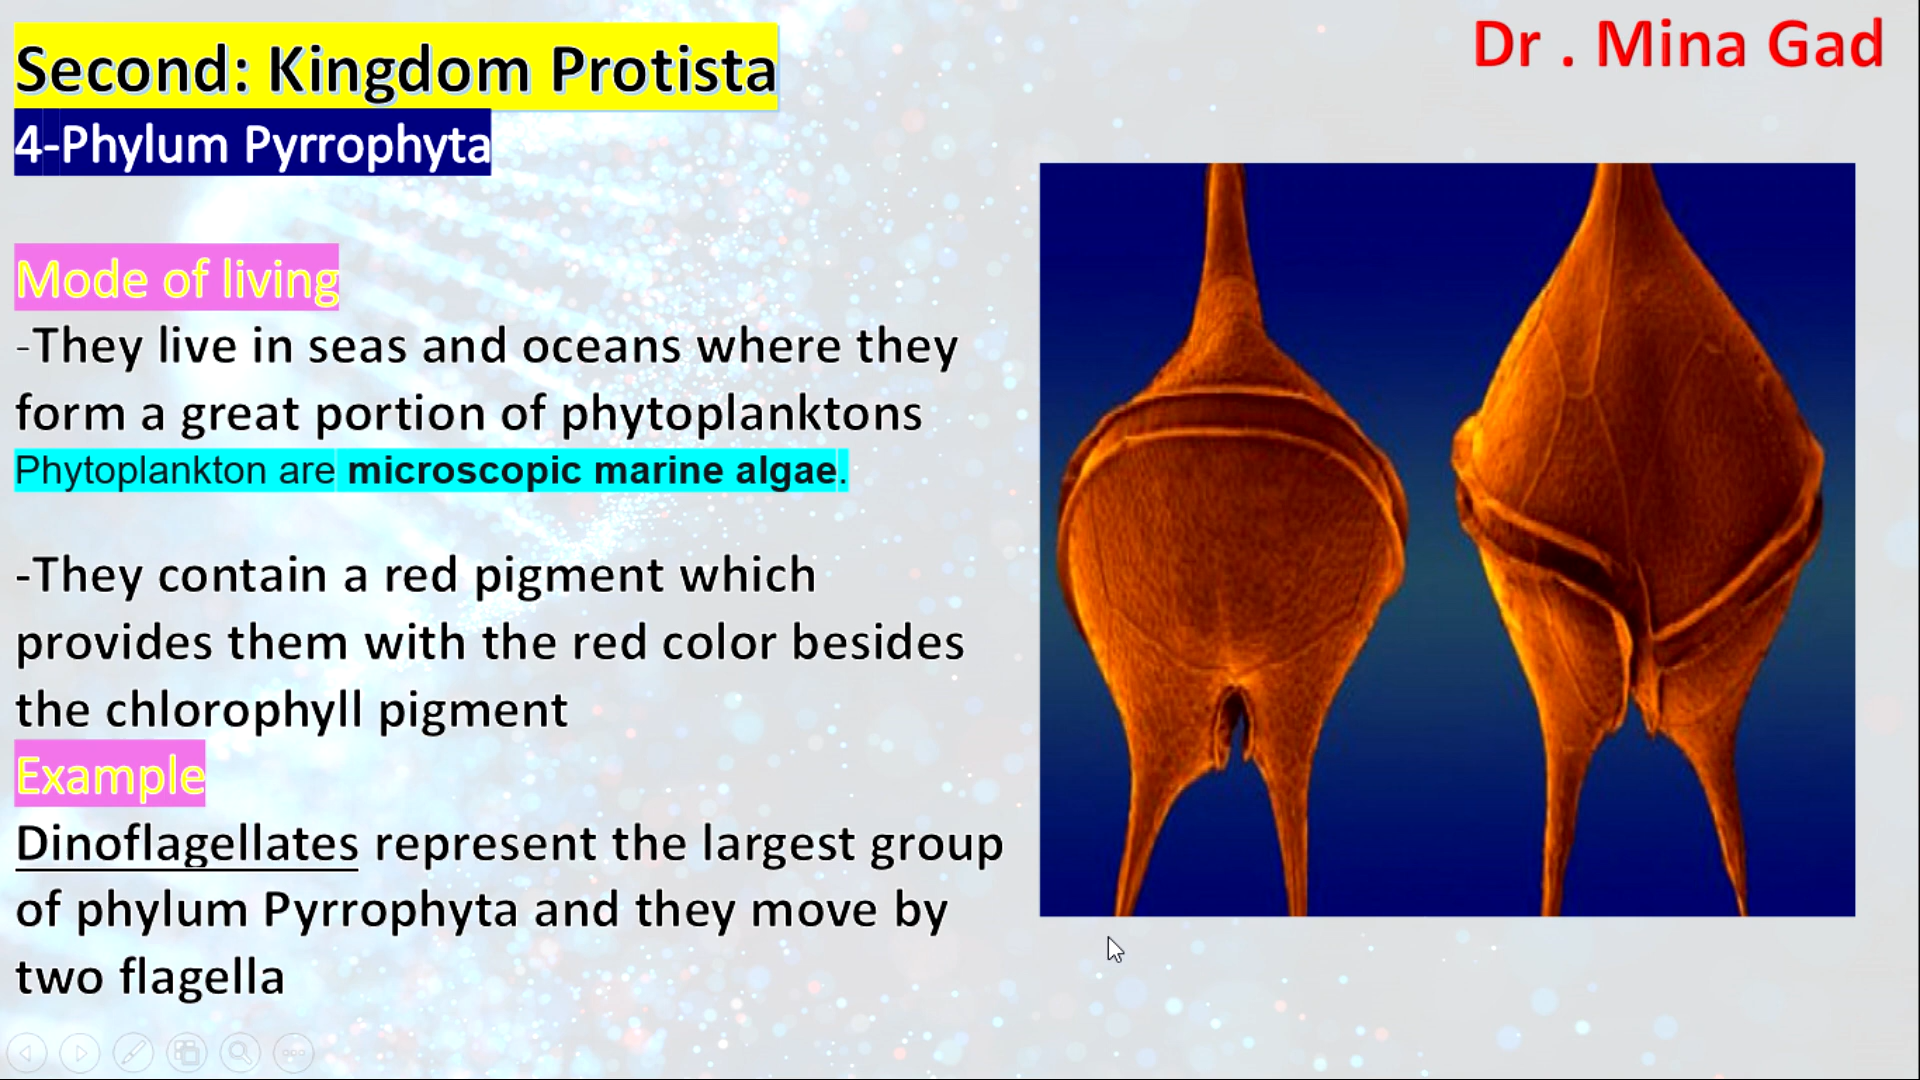 Second: Kingdom Protista
Dr . Mina Gad
4-Phylum Pyrrophyta
Mode of living
-They live in seas and oceans where they
form a great portion of phytoplanktons
Phytoplankton are microscopic marine algae.
-They contain a red pigment which
provides them with the red color besides
the chlorophyll pigment
Example
Dinoflagellates represent the largest group
of phylum Pyrrophyta and they move by
two flagella